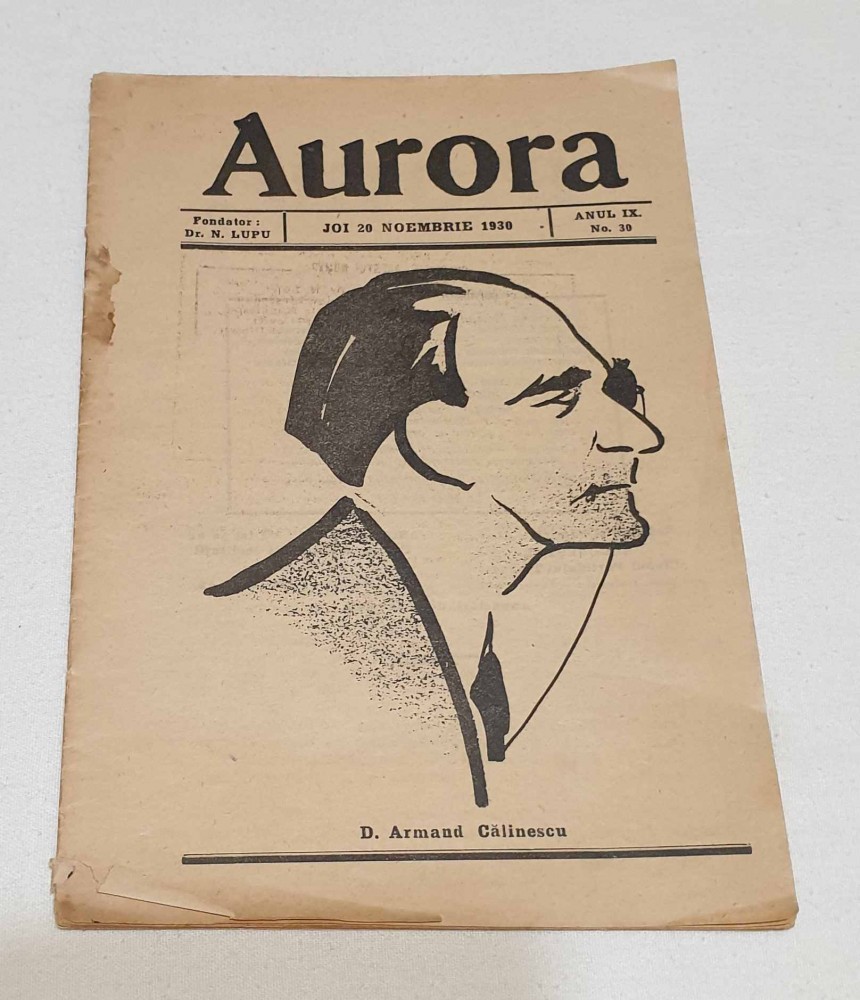 Aurora
Fondator:
Dr. N. LUPU
JOI 20 NOEMBRIE 1930
ANUL IX.
No. 30
D. Armand Călinescu